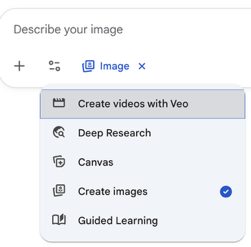 Describe your image
Image
Create videos with Veo
Deep Research
Canvas
Create images
Guided Learning